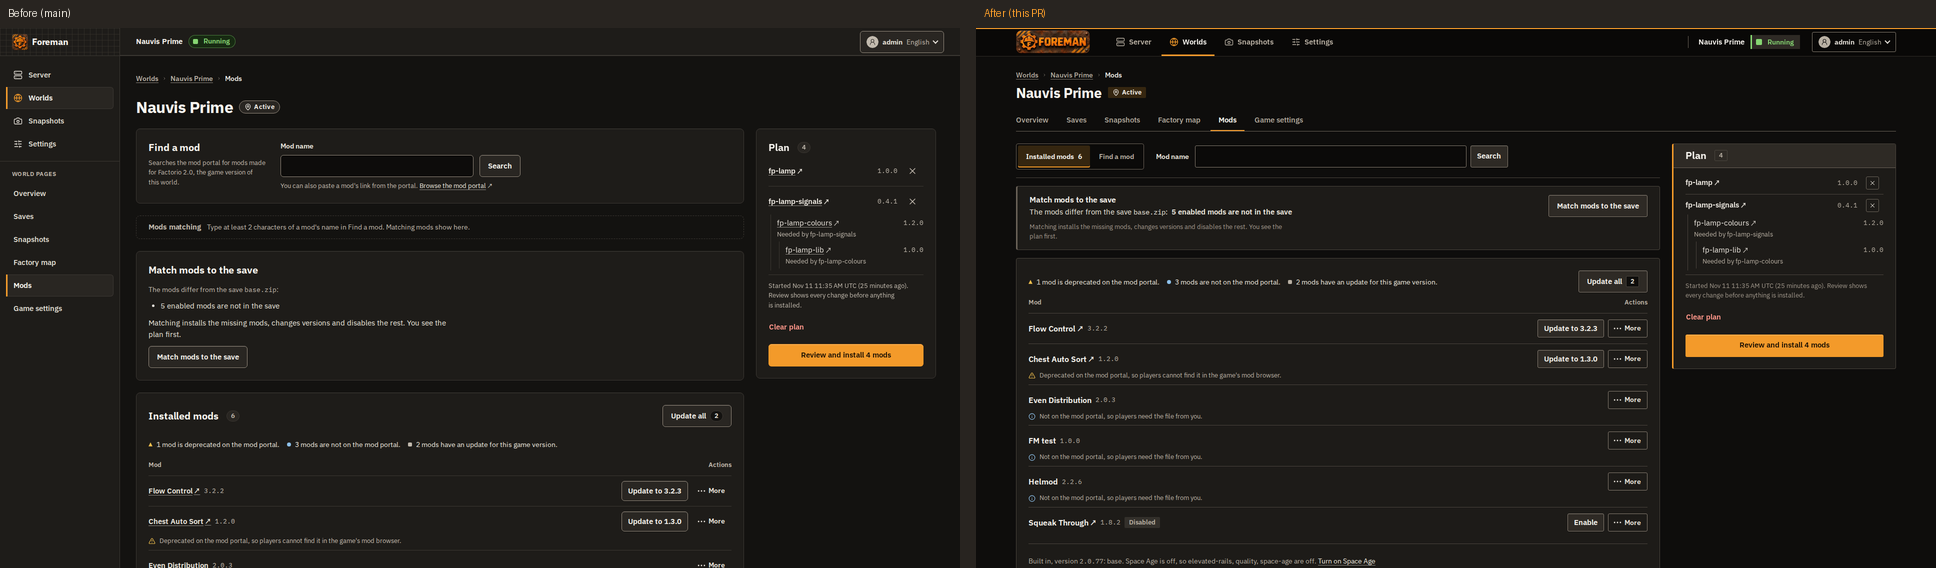 Before (main)
Foreman
Nauvis Prime Running
admin English
Server
Worlds
Snapshots
Settings
WORLD PAGES
Overview
Saves
Snapshots
Factory map
Mods
Game settings
Worlds Nauvis Prime Mods
Nauvis Prime Active
Find a mod
Searches the mod portal for mods made
for Factorio 2.0, the game version of
this world.
Mod name
Search
You can also paste a mod's link from the portal. Browse the mod portal ↗
Mods matching Type at least 2 characters of a mod's name in Find a mod. Matching mods show here.
Match mods to the save
The mods differ from the save base.zip:
• 5 enabled mods are not in the save
Matching installs the missing mods, changes versions and disables the rest. You see the
plan first.
Match mods to the save
Installed mods 6
Update all 2
1 mod is deprecated on the mod portal. 3 mods are not on the mod portal. 2 mods have an update for this game version.
Mod Actions
Flow Control ↗ 3.2.2 Update to 3.2.3 ··· More
Chest Auto Sort ↗ 1.2.0 Update to 1.3.0 ··· More
Deprecated on the mod portal, so players cannot find it in the game's mod browser.
Even Distribution 2.0.3
Plan 4
fp-lamp ↗ 1.0.0 ×
fp-lamp-signals ↗ 0.4.1 ×
fp-lamp-colours ↗ 1.2.0
Needed by fp-lamp-signals
fp-lamp-lib ↗ 1.0.0
Needed by fp-lamp-colours
Started Nov 11 11:35 AM UTC (25 minutes ago).
Review shows every change before anything
is installed.
Clear plan
Review and install 4 mods
After (this PR)
FOREMAN
Server Worlds Snapshots Settings
Nauvis Prime Running
admin English
Worlds Nauvis Prime Mods
Nauvis Prime Active
Overview Saves Snapshots Factory map Mods Game settings
Installed mods 6 Find a mod
Mod name Search
Match mods to the save
The mods differ from the save base.zip: 5 enabled mods are not in the save
Matching installs the missing mods, changes versions and disables the rest. You see the
plan first.
Match mods to the save
1 mod is deprecated on the mod portal. 3 mods are not on the mod portal. 2 mods have an update for this game version.
Update all 2
Mod Actions
Flow Control ↗ 3.2.2 Update to 3.2.3 ··· More
Chest Auto Sort ↗ 1.2.0 Update to 1.3.0 ··· More
Deprecated on the mod portal, so players cannot find it in the game's mod browser.
Even Distribution 2.0.3 ··· More
Not on the mod portal, so players need the file from you.
FM test 1.0.0 ··· More
Not on the mod portal, so players need the file from you.
Helmod 2.2.6 ··· More
Not on the mod portal, so players need the file from you.
Squeak Through ↗ 1.8.2 Disabled Enable ··· More
Built in, version 2.0.77: base. Space Age is off, so elevated-rails, quality, space-age are off. Turn on Space Age
Plan 4
fp-lamp ↗ 1.0.0 ×
fp-lamp-signals ↗ 0.4.1 ×
fp-lamp-colours ↗ 1.2.0
Needed by fp-lamp-signals
fp-lamp-lib ↗ 1.0.0
Needed by fp-lamp-colours
Started Nov 11 11:35 AM UTC (25 minutes ago). Review shows
every change before anything is installed.
Clear plan
Review and install 4 mods